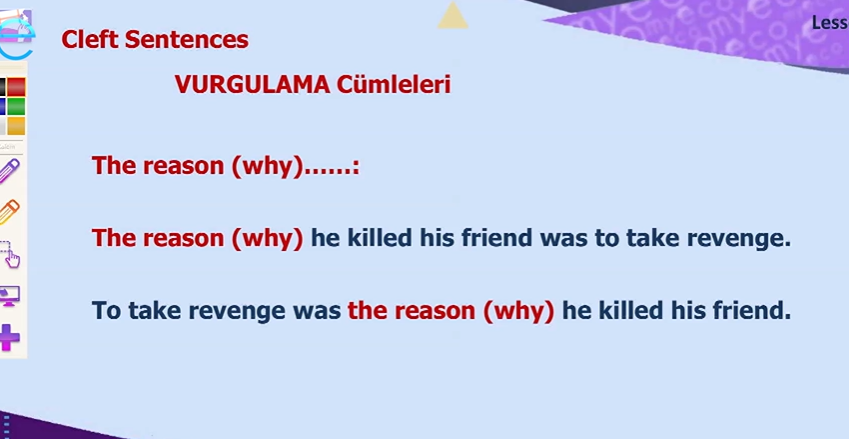 Less
Cleft Sentences
VURGULAMA Cümleleri
The reason (why)......:
The reason (why) he killed his friend was to take revenge.
To take revenge was the reason (why) he killed his friend.